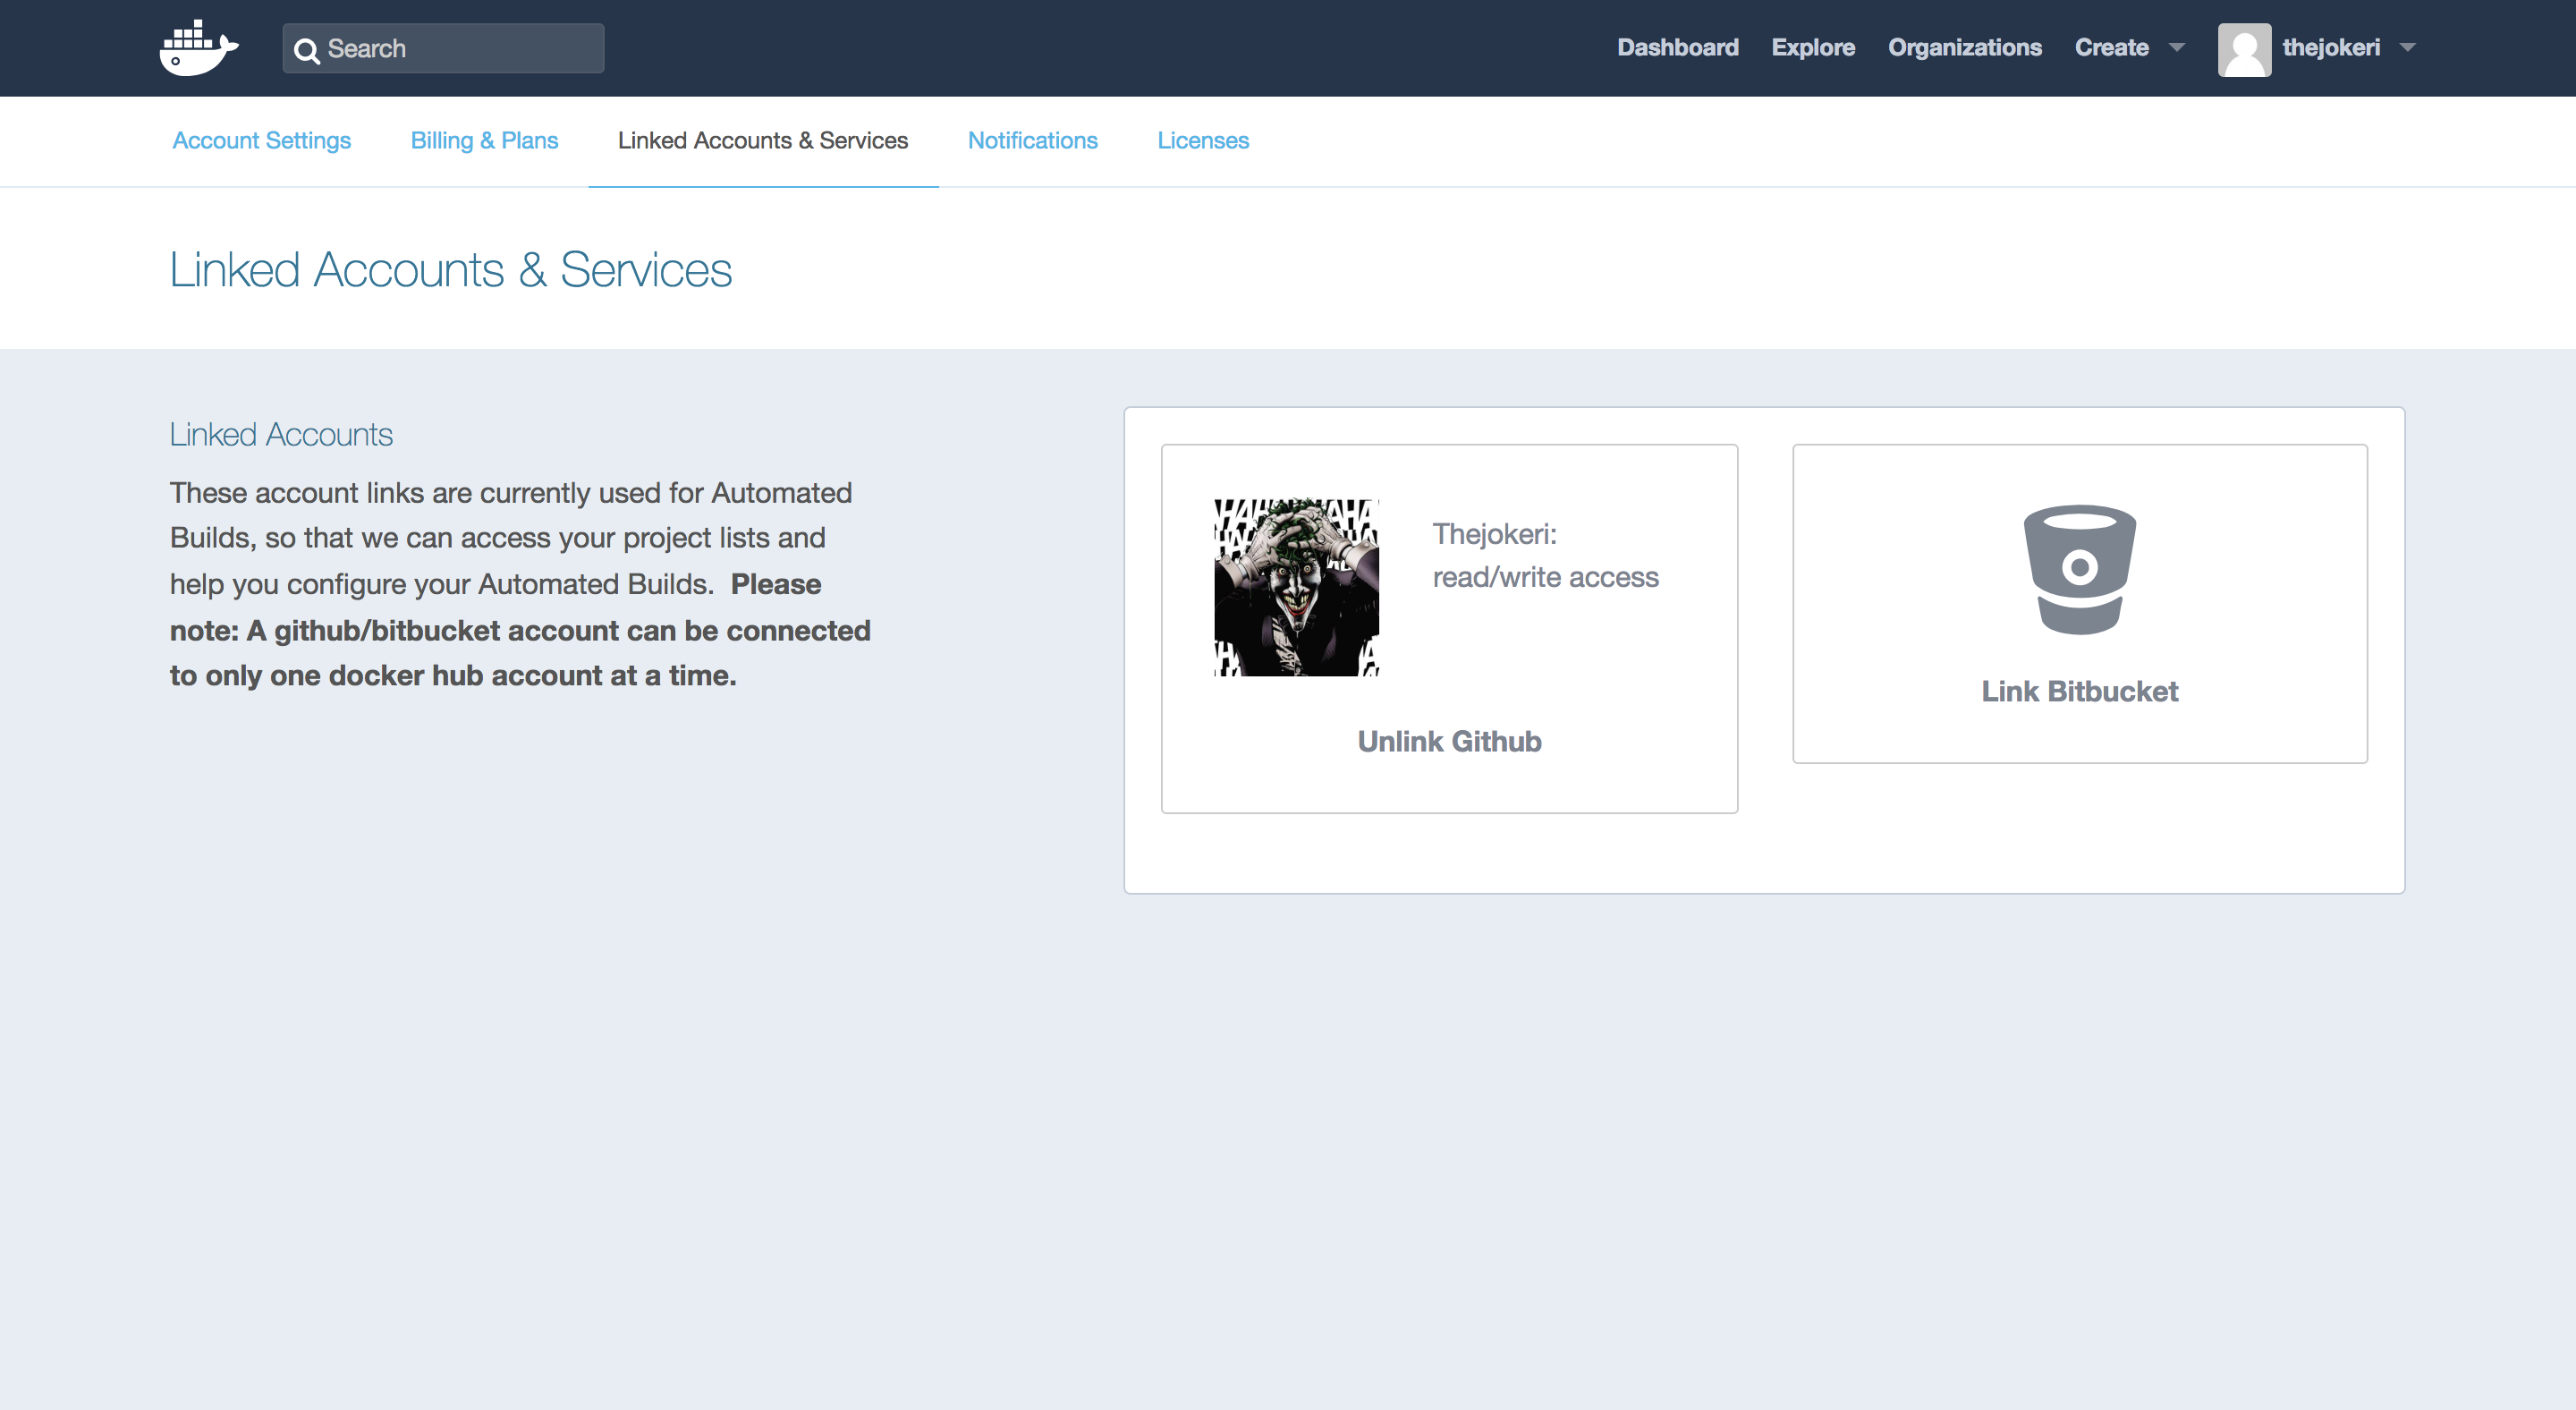 Search
Dashboard Explore Organizations Create thejokeri
Account Settings Billing & Plans Linked Accounts & Services Notifications Licenses
Linked Accounts & Services
Linked Accounts
These account links are currently used for Automated
Builds, so that we can access your project lists and
help you configure your Automated Builds. Please
note: A github/bitbucket account can be connected
to only one docker hub account at a time.
Thejokeri:
read/write access
Unlink Github
Link Bitbucket